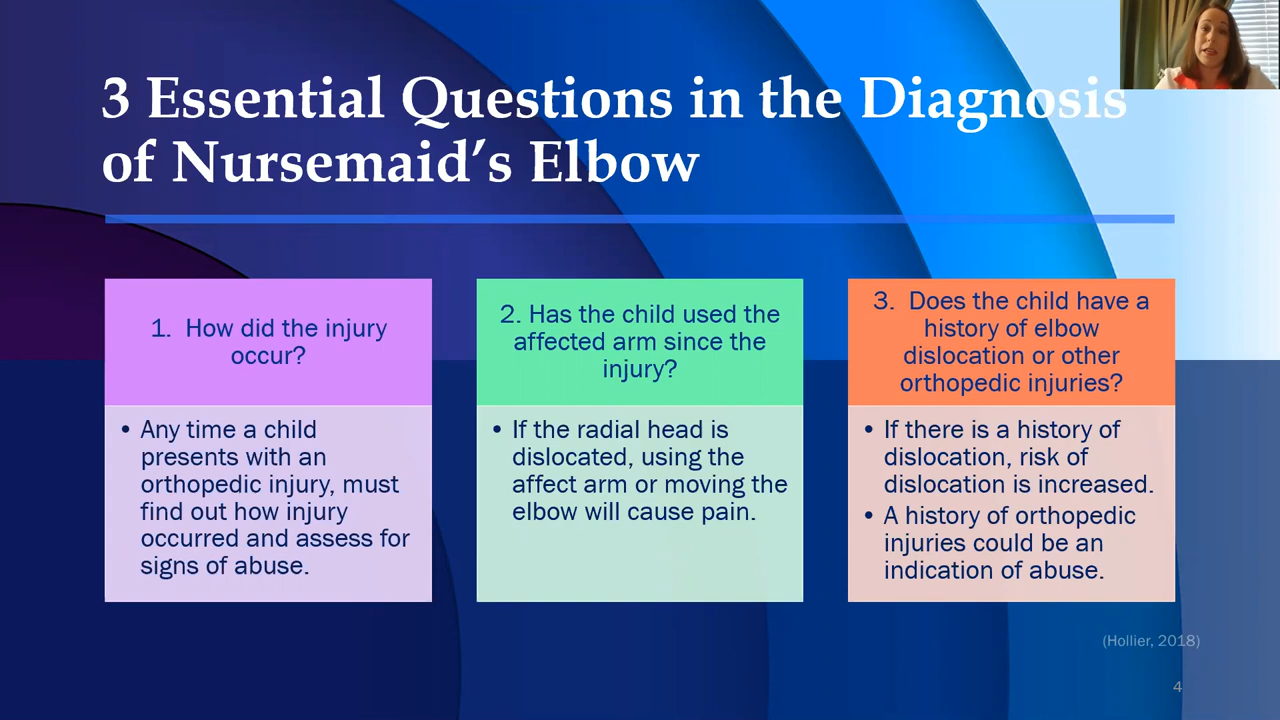 3 Essential Questions in the Diagnosis
of Nursemaid’s Elbow
1. How did the injury
occur?
• Any time a child
presents with an
orthopedic injury, must
find out how injury
occurred and assess for
signs of abuse.
2. Has the child used the
affected arm since the
injury?
• If the radial head is
dislocated, using the
affect arm or moving the
elbow will cause pain.
3. Does the child have a
history of elbow
dislocation or other
orthopedic injuries?
• If there is a history of
dislocation, risk of
dislocation is increased.
• A history of orthopedic
injuries could be an
indication of abuse.
(Hollier, 2018)
4